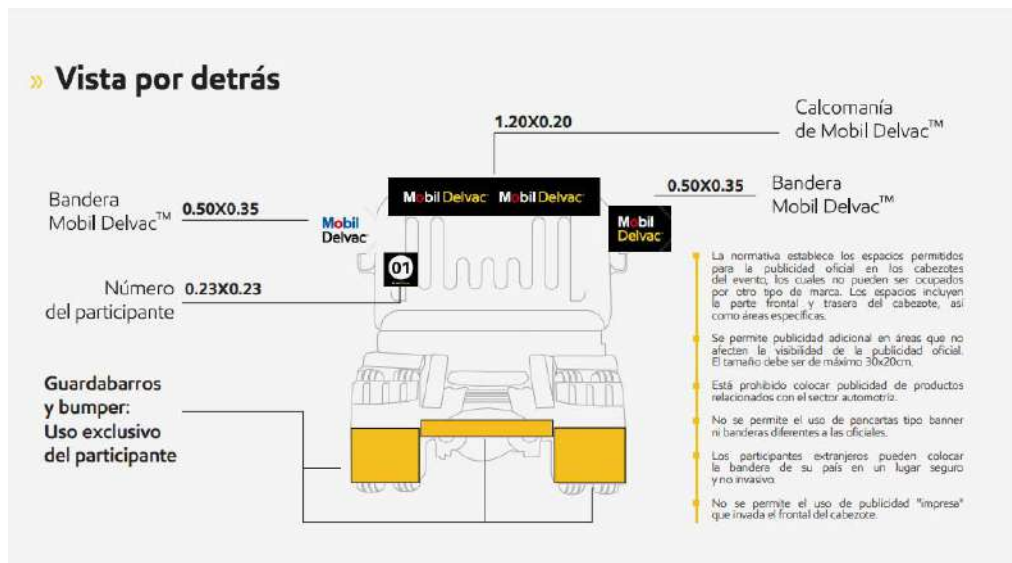 » Vista por detrás
1.20X0.20
Calcomanía
de Mobil Delvac™
Bandera
Mobil Delvac™
0.50X0.35
Mobil Delvac Mobil Delvac
0.50X0.35
Bandera
Mobil Delvac™
Mobil
Delvac
Mobil
Delvac
01
Número
del participante
0.23X0.23
Guardabarros
y bumper:
Uso exclusivo
del participante
La normativa establece los espacios permitidos
para la publicidad oficial en los cabezotes
del evento, los cuales no pueden ser ocupados
por otro tipo de marca. Los espacios incluyen
la parte frontal y trasera del cabezote, así
como áreas específicas.
Se permite publicidad adicional en áreas que no
afecten la visibilidad de la publicidad oficial.
El tamaño debe ser de máximo 30x20cm.
Está prohibido colocar publicidad de productos
relacionados con el sector automotriz.
No se permite el uso de pancartas tipo banner
ni banderas diferentes a las oficiales.
Los participantes extranjeros pueden colocar
la bandera de su país en un lugar seguro
y no invasivo.
No se permite el uso de publicidad "impresa"
que invada el frontal del cabezote.